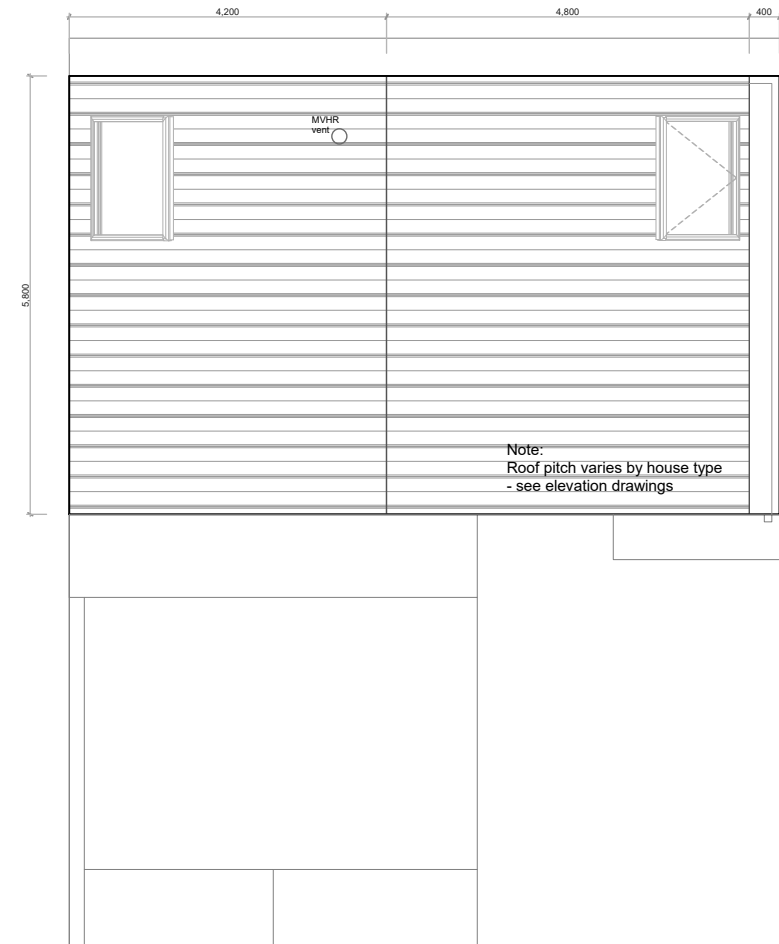 4,200
4,800
400
MVHR
vent
5,800
Note:
Roof pitch varies by house type
- see elevation drawings